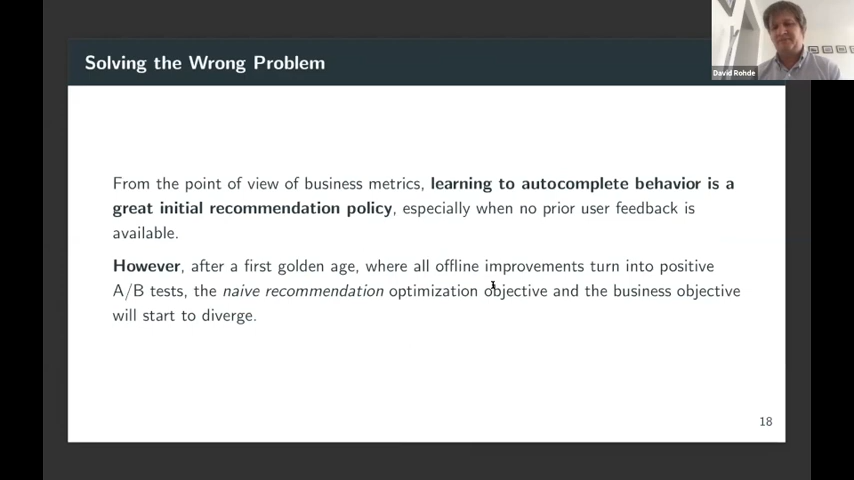 Solving the Wrong Problem
David Rohde
From the point of view of business metrics, learning to autocomplete behavior is a
great initial recommendation policy, especially when no prior user feedback is
available.
However, after a first golden age, where all offline improvements turn into positive
A/B tests, the naive recommendation optimization objective and the business objective
will start to diverge.
18